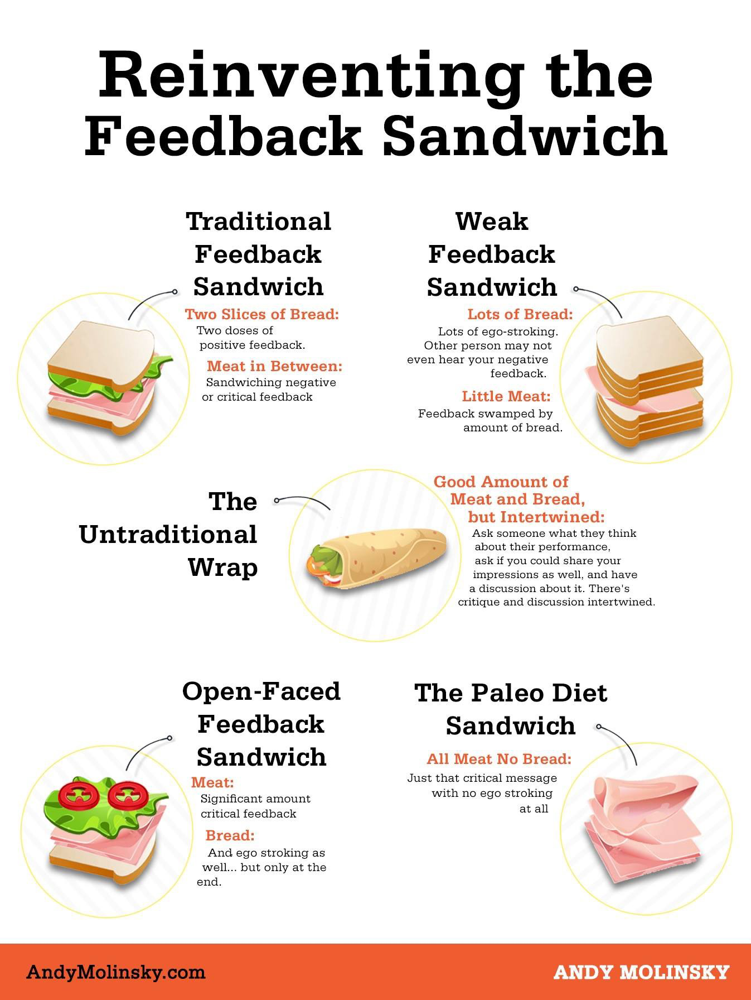 Reinventing the
Feedback Sandwich
Traditional
Feedback
Sandwich
Two Slices of Bread:
Two doses of
positive feedback.
Meat in Between:
Sandwiching negative
or critical feedback
Weak
Feedback
Sandwich
Lots of Bread:
Lots of ego-stroking.
Other person may not
even hear your negative
feedback.
Little Meat:
Feedback swamped by
amount of bread.
The
Untraditional
Wrap
Good Amount of
Meat and Bread,
but Intertwined:
Ask someone what they think
about their performance,
ask if you could share your
impressions as well, and have
a discussion about it. There's
critique and discussion intertwined.
Open-Faced
Feedback
Sandwich
Meat:
Significant amount
critical feedback
Bread:
And ego stroking as
well... but only at the
end.
The Paleo Diet
Sandwich
All Meat No Bread:
Just that critical message
with no ego stroking
at all
AndyMolinsky.com
ANDY MOLINSKY